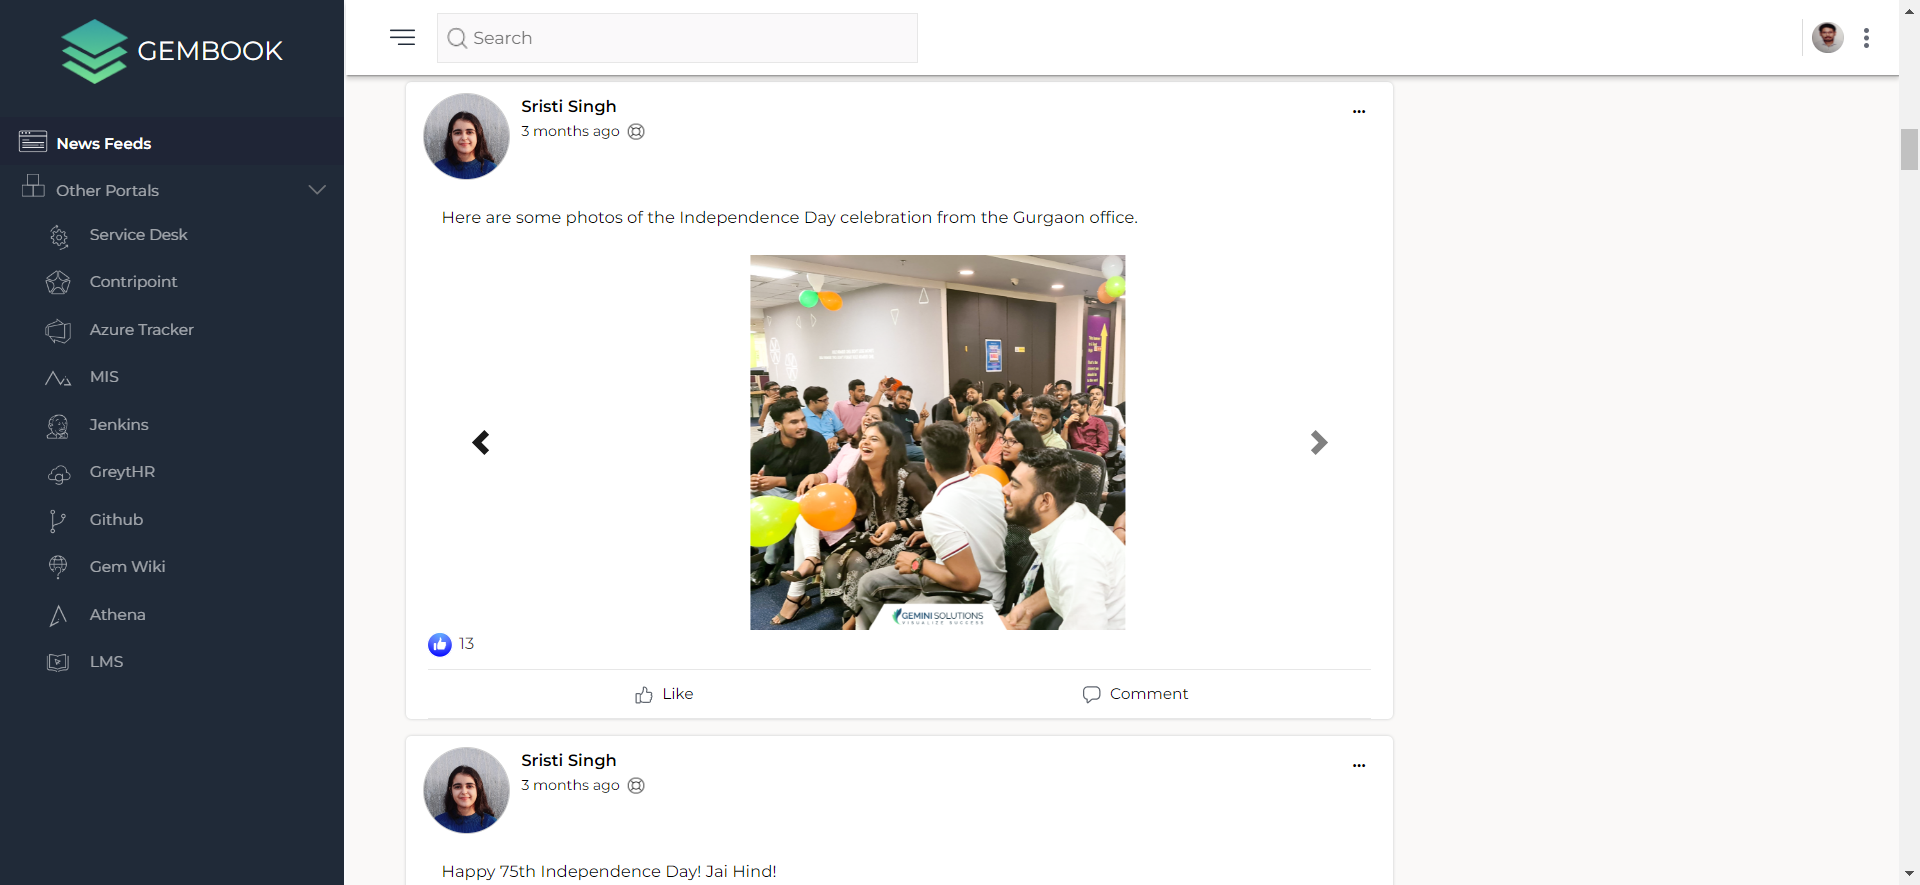 GEMBOOK
Search
News Feeds
Other Portals
Service Desk
Contripoint
Azure Tracker
MIS
Jenkins
GreytHR
Github
Gem Wiki
Athena
LMS
Sristi Singh
3 months ago
Here are some photos of the Independence Day celebration from the Gurgaon office.
GEMINI SOLUTIONS
VISUALIZE SUCCESS
13
Like
Comment
Sristi Singh
3 months ago
Happy 75th Independence Day! Jai Hind!